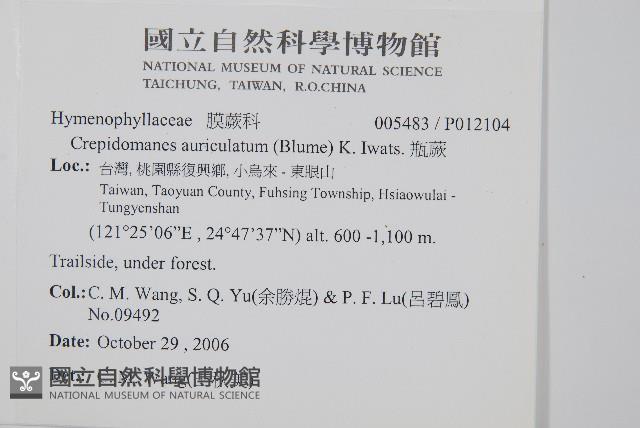 國立自然科學博物館
NATIONAL MUSEUM OF NATURAL SCIENCE
TAICHUNG, TAIWAN, R.O.CHINA
Hymenophyllaceae 膜蕨科 005483 / P012104
Crepidomanes auriculatum (Blume) K. Iwats. 瓶蕨
Loc.: 台灣, 桃園縣復興鄉, 小烏來 - 東眼山
Taiwan, Taoyuan County, Fuhsing Township, Hsiaowulai -
Tungyenshan
(121°25'06"E , 24°47'37"N) alt. 600 -1,100 m.
Trailside, under forest.
Col.: C. M. Wang, S. Q. Yu(余勝焜) & P. F. Lu(呂碧鳳)
No.09492
Date: October 29 , 2006
Det.: Wang
國立自然科學博物館
NATIONAL MUSEUM OF NATURAL SCIENCE